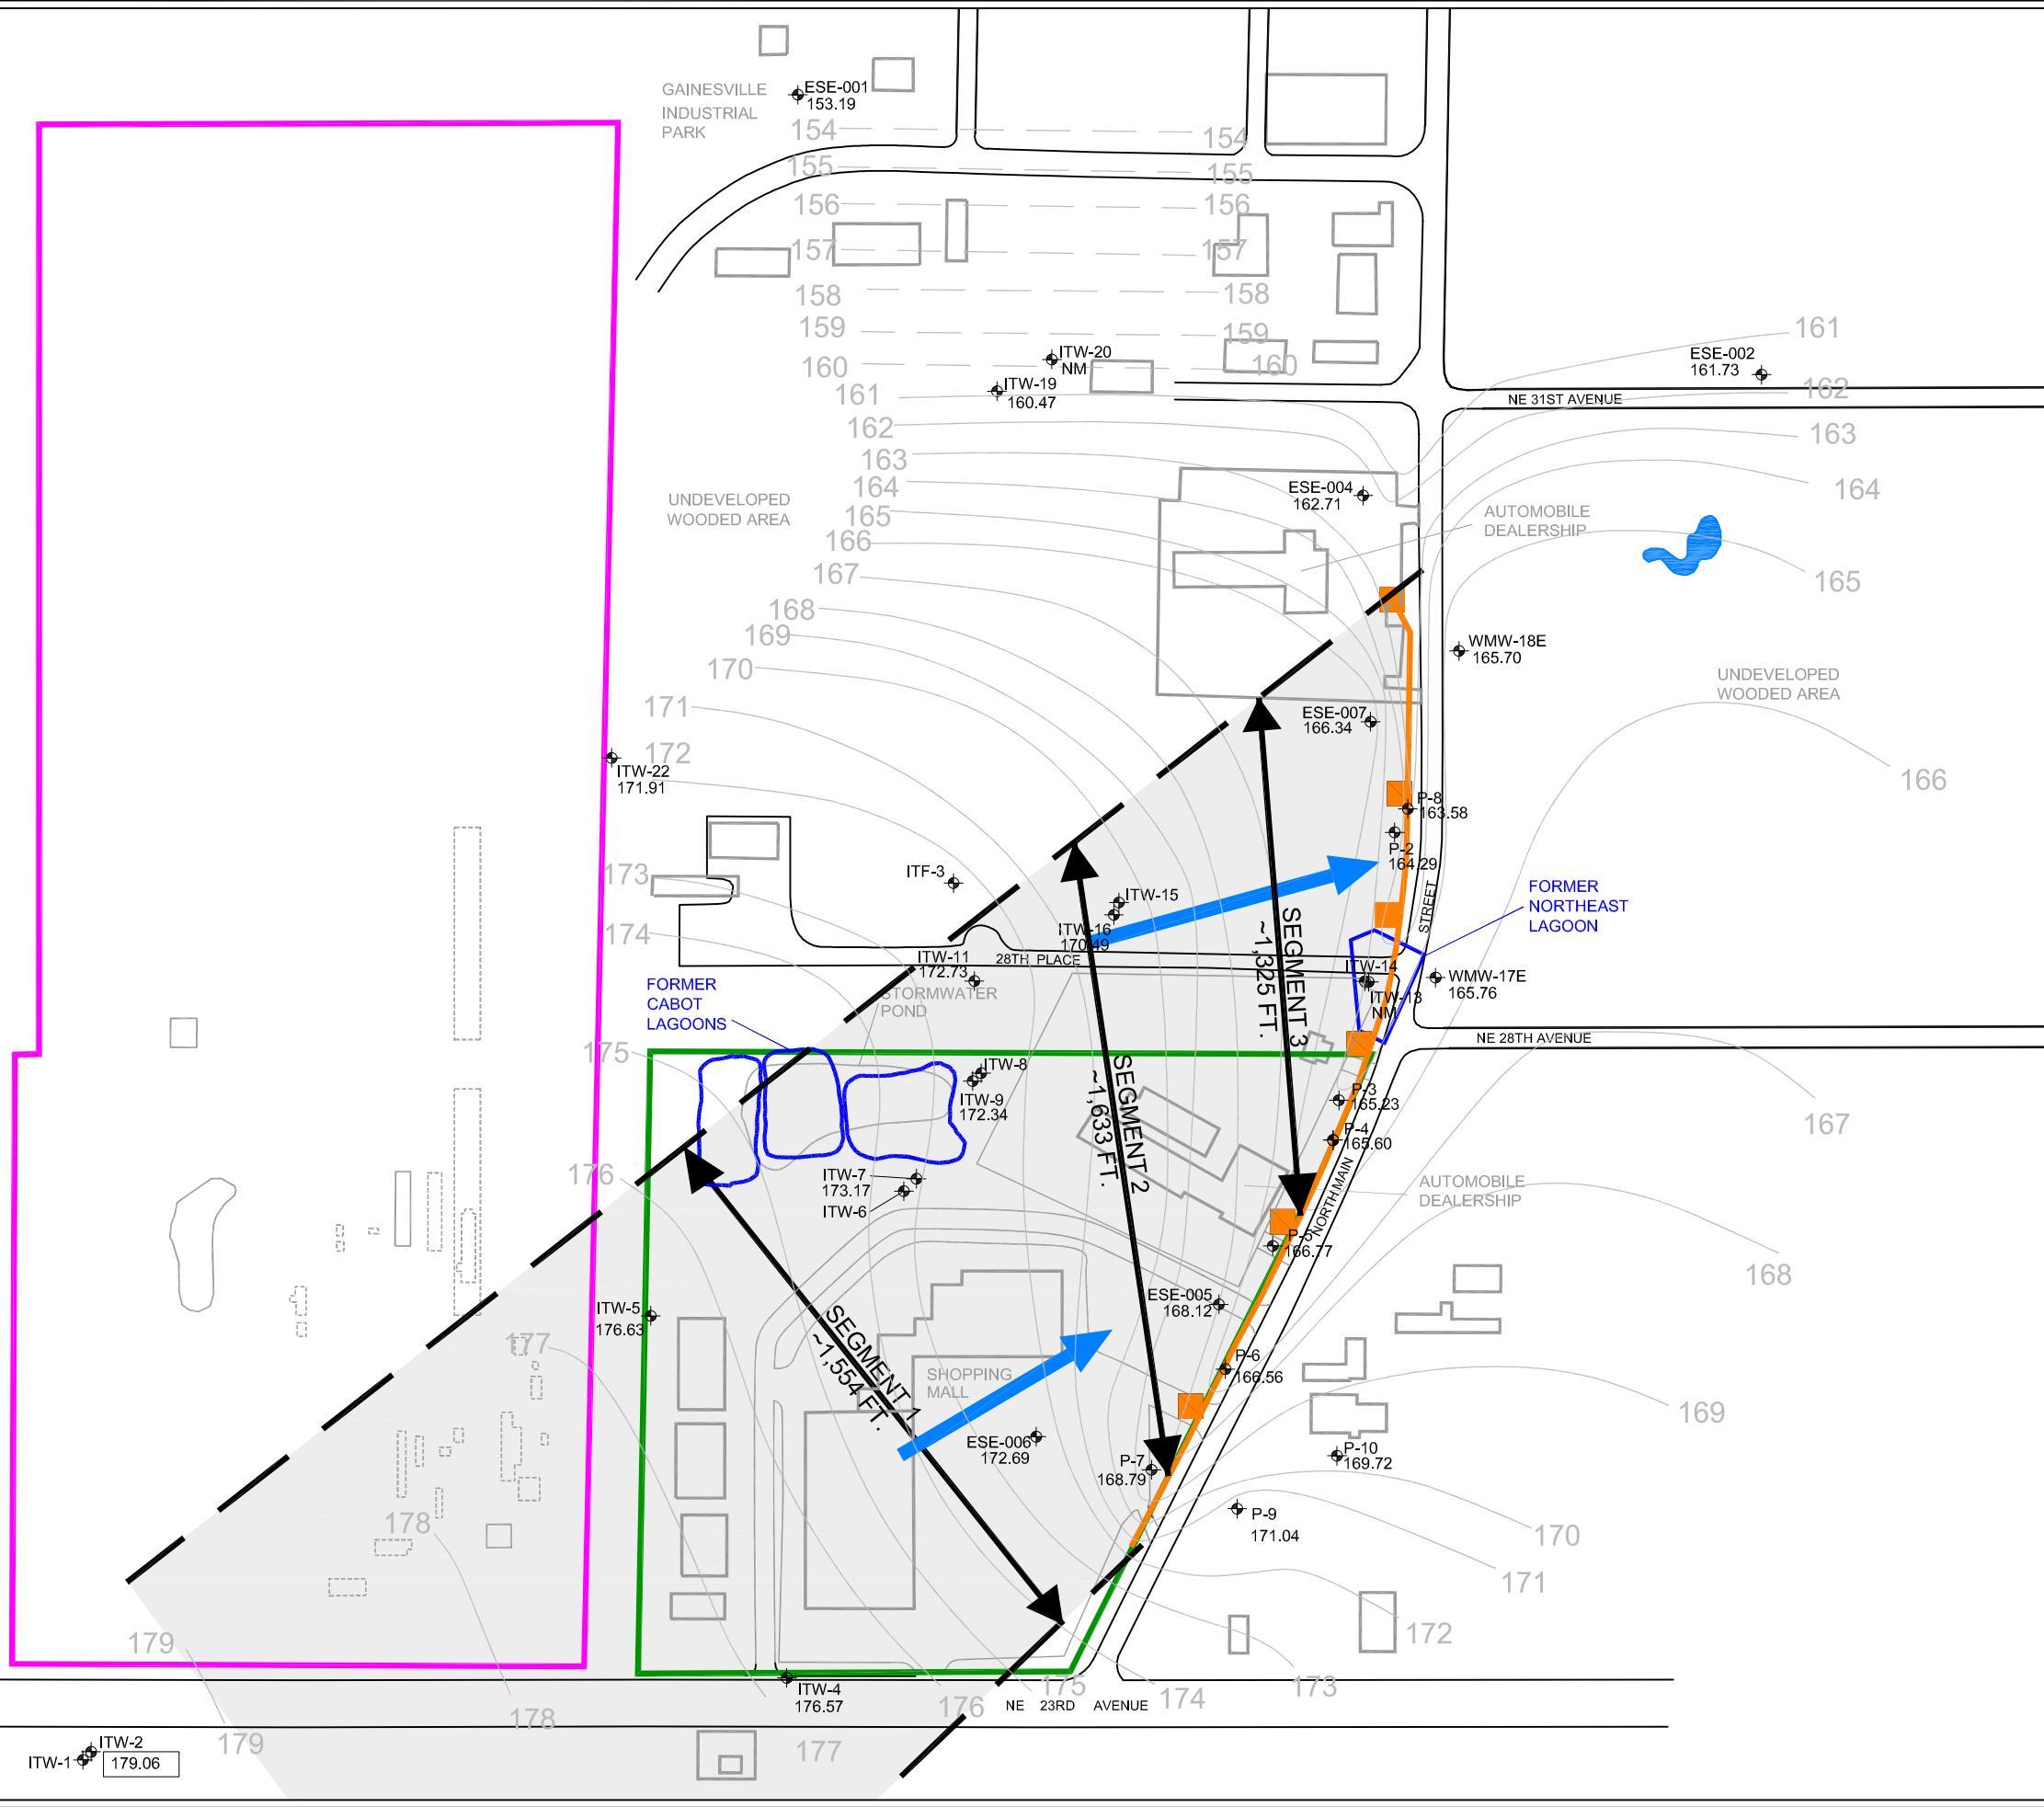 GAINESVILLE
INDUSTRIAL
PARK
ESE-001
153.19
154
154
155
155
156
156
157
157
158
158
159
159
160
160
161
161
ITW-20
NM
ITW-19
160.47
ESE-002
161.73
162
162
NE 31ST AVENUE
163
163
164
164
165
165
166
166
167
167
168
168
169
169
170
170
171
171
172
172
UNDEVELOPED
WOODED AREA
ESE-004
162.71
AUTOMOBILE
DEALERSHIP
WMW-18E
165.70
UNDEVELOPED
WOODED AREA
ESE-007
166.34
ITW-22
171.91
P-8
163.58
P-2
164.29
173
173
174
174
ITF-3
ITW-15
ITW-16
170.49
STREET
FORMER
NORTHEAST
LAGOON
28TH PLACE
ITW-11
172.73
STORMWATER
POND
FORMER
CABOT
LAGOONS
ITW-14
ITW-13
NM
WMW-17E
165.76
NE 28TH AVENUE
SEGMENT 3
~1,325 FT.
SEGMENT 2
~1,633 FT.
SEGMENT 1
~1,554 FT.
175
175
ITW-8
ITW-9
172.34
P-3
165.23
P-4
165.60
176
176
ITW-7
173.17
ITW-6
AUTOMOBILE
DEALERSHIP
NORTH MAIN
P-5
166.77
ESE-005
168.12
ITW-5
176.63
177
177
SHOPPING
MALL
P-6
166.56
ESE-006
172.69
P-7
168.79
P-10
169.72
P-9
171.04
178
178
179
179
ITW-4
176.57
NE 23RD AVENUE
ITW-2
ITW-1
179.06